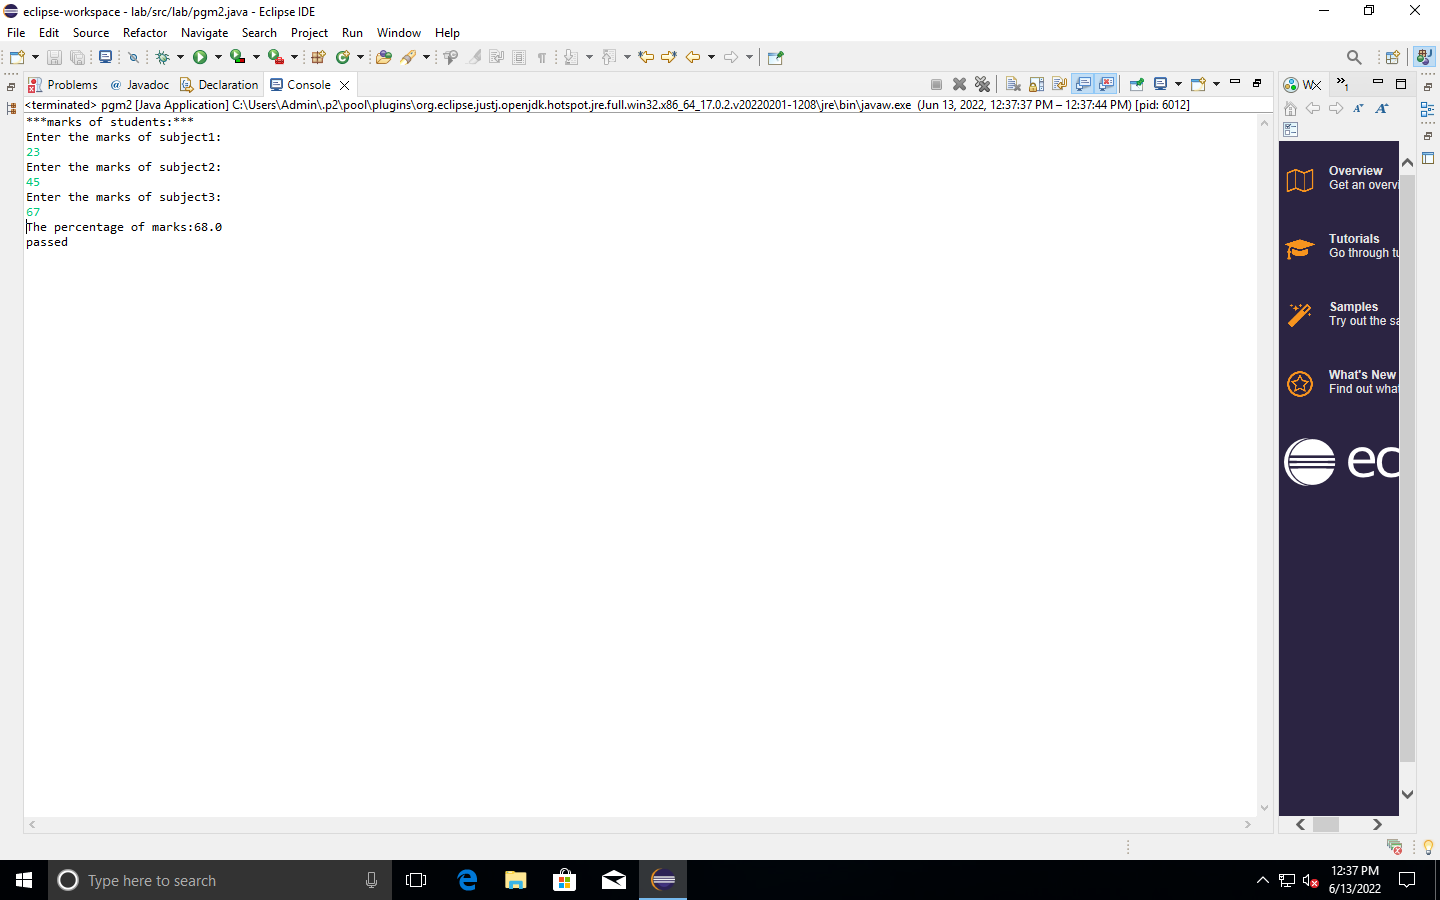 eclipse-workspace - lab/src/lab/pgm2.java - Eclipse IDE
File Edit Source Refactor Navigate Search Project Run Window Help
Problems @ Javadoc Declaration Console
<terminated> pgm2 [Java Application] C:\Users\Admin\.p2\pool\plugins\org.eclipse.justj.openjdk.hotspot.jre.full.win32.x86_64_17.0.2.v20220201-1208\jre\bin\javaw.exe (Jun 13, 2022, 12:37:37 PM – 12:37:44 PM) [pid: 6012]
***marks of students:***
Enter the marks of subject1:
23
Enter the marks of subject2:
45
Enter the marks of subject3:
67
The percentage of marks:68.0
passed
Overview
Get an overvi
Tutorials
Go through tu
Samples
Try out the sa
What's New
Find out what
ec
Type here to search
12:37 PM
6/13/2022